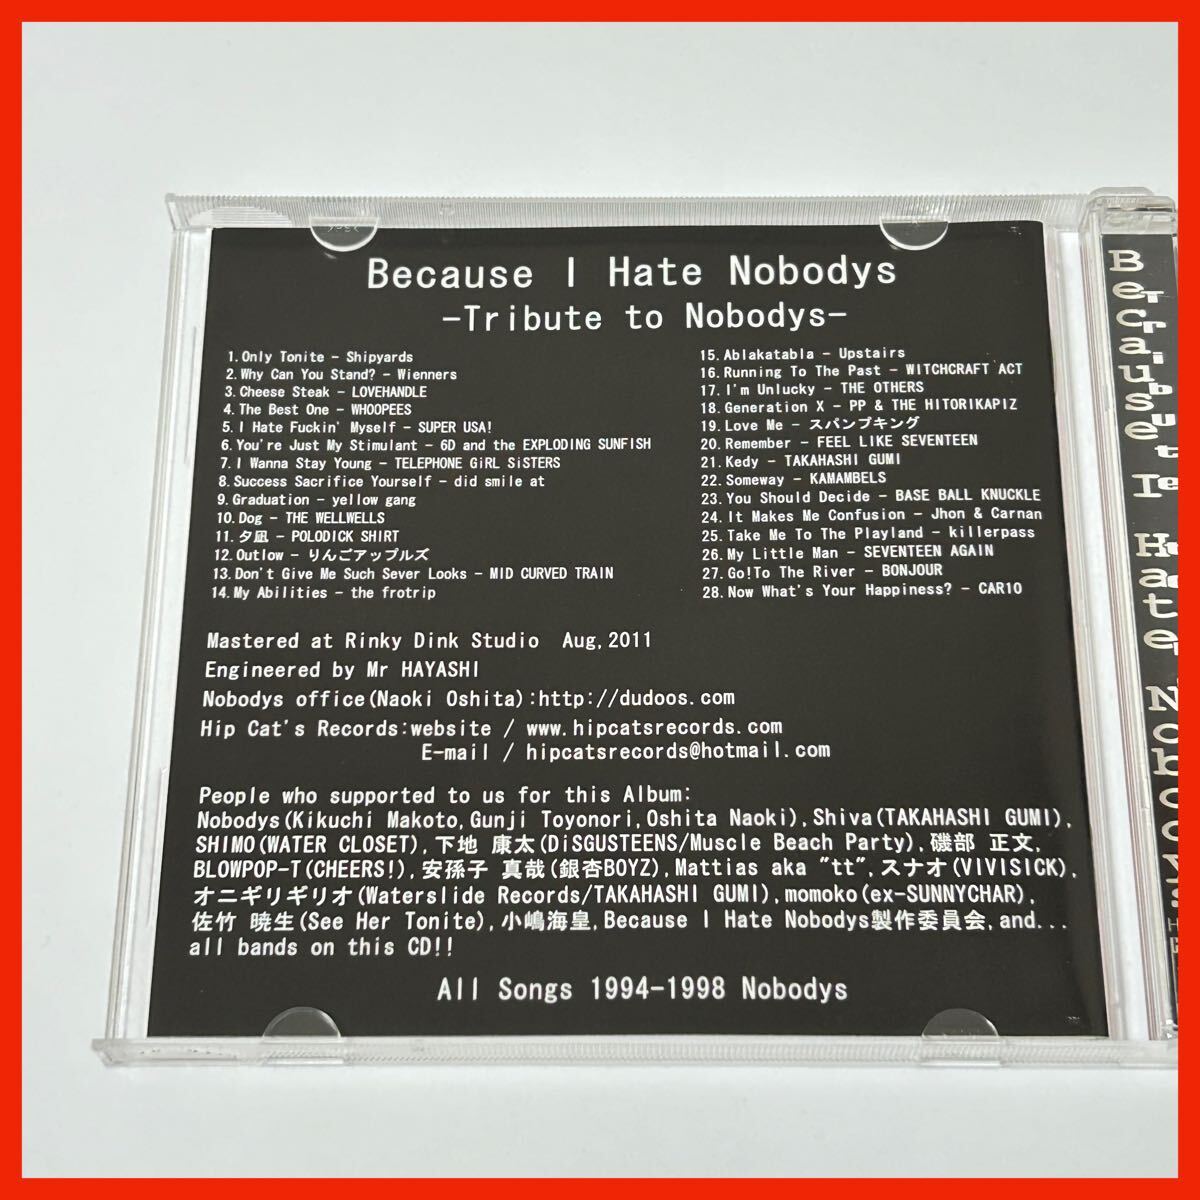 Because I Hate Nobodys
-Tribute to Nobodys-
1.Only Tonite - Shipyards
2.Why Can You Stand? - Wienners
3.Cheese Steak - LOVEHANDLE
4.The Best One - WHOOPEES
5.I Hate Fuckin' Myself - SUPER USA!
6.You're Just My Stimulant - 6D and the EXPLODING SUNFISH
7.I Wanna Stay Young - TELEPHONE GiRL SiSTERS
8.Success Sacrifice Yourself - did smile at
9.Graduation - yellow gang
10.Dog - THE WELLWELLS
11.夕凪 - POLODICK SHIRT
12.Outlow - りんごアップルズ
13.Don't Give Me Such Sever Looks - MID CURVED TRAIN
14.My Abilities - the frotrip
15.Ablakatabla - Upstairs
16.Running To The Past - WITCHCRAFT ACT
17.I'm Unlucky - THE OTHERS
18.Generation X - PP & THE HITORIKAPIZ
19.Love Me - スパンプキング
20.Remember - FEEL LIKE SEVENTEEN
21.Kedy - TAKAHASHI GUMI
22.Someway - KAMAMBELS
23.You Should Decide - BASE BALL KNUCKLE
24.It Makes Me Confusion - Jhon & Carnan
25.Take Me To The Playland - killerpass
26.My Little Man - SEVENTEEN AGAIN
27.Go!To The River - BONJOUR
28.Now What's Your Happiness? - CAR10
Mastered at Rinky Dink Studio Aug,2011
Engineered by Mr HAYASHI
Nobodys office(Naoki Oshita):http://dudoos.com
Hip Cat's Records:website / www.hipcatsrecords.com
E-mail / hipcatsrecords@hotmail.com
People who supported to us for this Album:
Nobodys(Kikuchi Makoto,Gunji Toyonori,Oshita Naoki),Shiva(TAKAHASHI GUMI),
SHIMO(WATER CLOSET),下地 康太(DiSGUSTEENS/Muscle Beach Party),磯部 正文,
BLOWPOP-T(CHEERS!),安孫子 真哉(銀杏BOYZ),Mattias aka "tt",スナオ(VIVISICK),
オニギリギリオ(Waterslide Records/TAKAHASHI GUMI),momoko(ex-SUNNYCHAR),
佐竹 暁生(See Her Tonite),小嶋海皇,Because I Hate Nobodys製作委員会,and...
all bands on this CD!!
All Songs 1994-1998 Nobodys
Because I Hate Nobodys